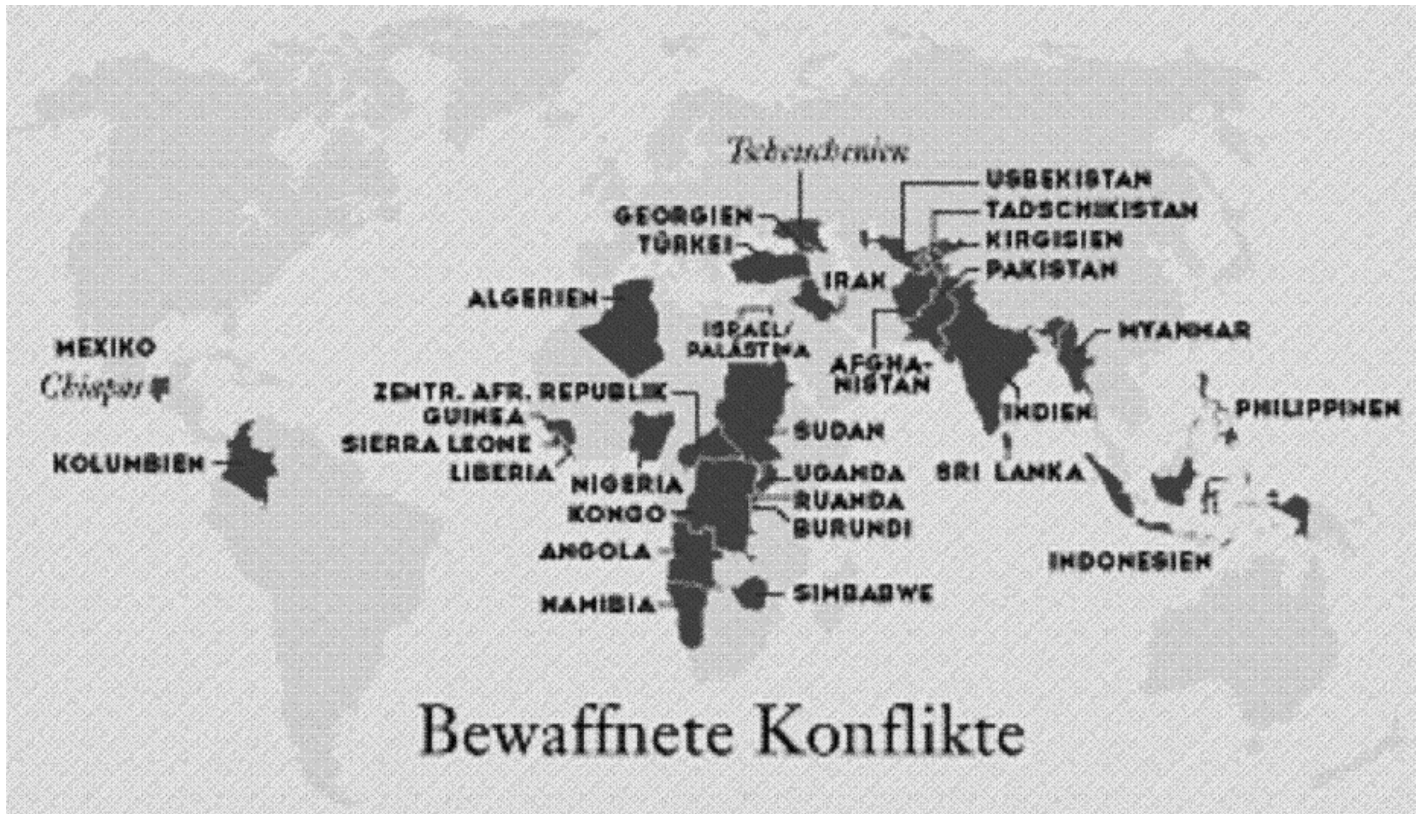 Tschetschenien
USBEKISTAN
GEORGIEN
TADSCHIKISTAN
TÜRKEI
KIRGISIEN
IRAK
PAKISTAN
ALGERIEN
ISRAEL/
PALÄSTINA
MYANMAR
MEXIKO
Chiapas
AFGHA-
NISTAN
ZENTR. AFR. REPUBLIK
GUINEA
INDIEN
PHILIPPINEN
SIERRA LEONE
SUDAN
KOLUMBIEN
LIBERIA
UGANDA
SRI LANKA
NIGERIA
RUANDA
KONGO
BURUNDI
ANGOLA
INDONESIEN
NAMIBIA
SIMBABWE
Bewaffnete Konflikte